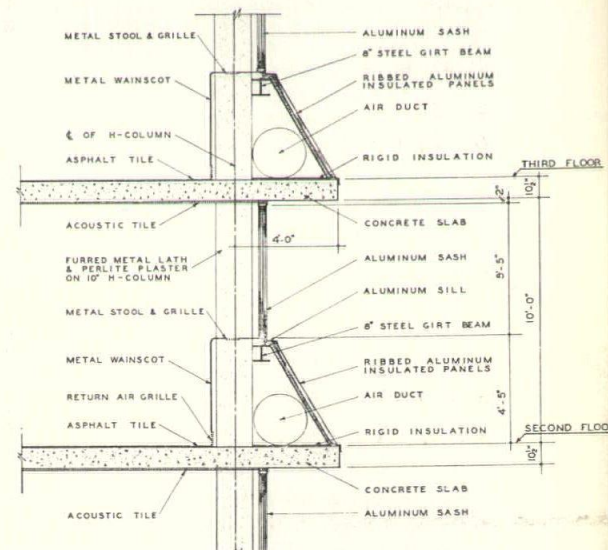 METAL STOOL & GRILLE
METAL WAINSCOT
℄ OF H-COLUMN
ASPHALT TILE
ACOUSTIC TILE
FURRED METAL LATH
& PERLITE PLASTER
ON 10" H-COLUMN
METAL STOOL & GRILLE
METAL WAINSCOT
RETURN AIR GRILLE
ASPHALT TILE
ACOUSTIC TILE
4'-0"
ALUMINUM SASH
8" STEEL GIRT BEAM
RIBBED ALUMINUM
INSULATED PANELS
AIR DUCT
RIGID INSULATION
CONCRETE SLAB
ALUMINUM SASH
ALUMINUM SILL
8" STEEL GIRT BEAM
RIBBED ALUMINUM
INSULATED PANELS
AIR DUCT
RIGID INSULATION
CONCRETE SLAB
ALUMINUM SASH
THIRD FLOOR
10½"
2"
5'-5"
10'-0"
4'-5"
SECOND FLOO
10½"